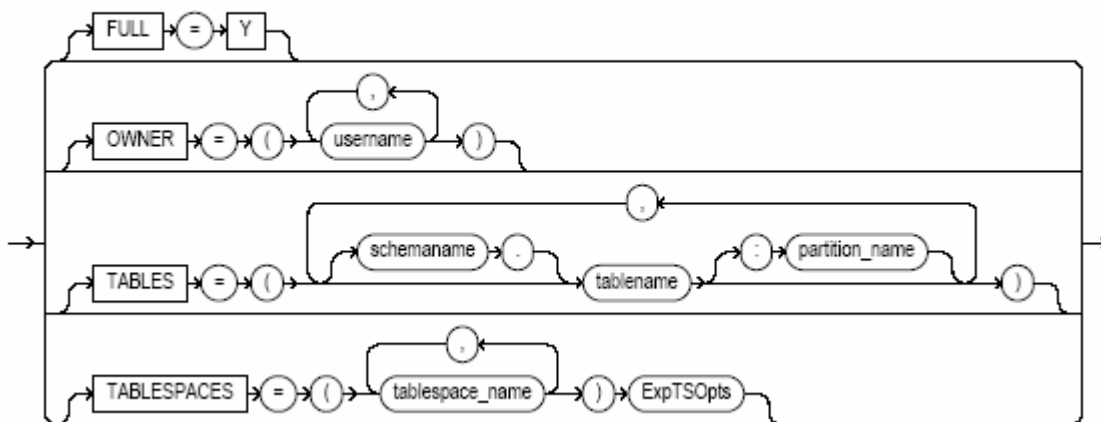 FULL = Y
,
OWNER = ( username )
,
schemaname . : partition_name
TABLES = ( tablename )
,
TABLESPACES = ( tablespace_name ) ExpTSOpts